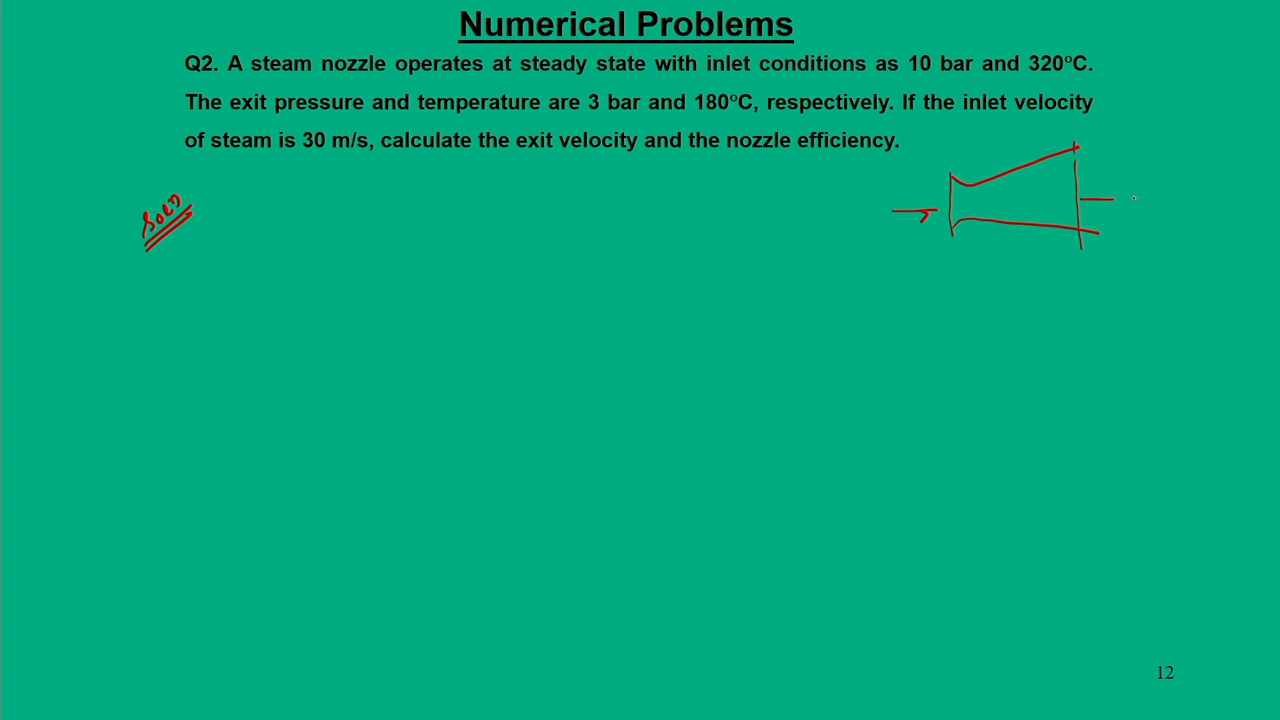 Numerical Problems
Q2. A steam nozzle operates at steady state with inlet conditions as 10 bar and 320°C.
The exit pressure and temperature are 3 bar and 180°C, respectively. If the inlet velocity
of steam is 30 m/s, calculate the exit velocity and the nozzle efficiency.
12